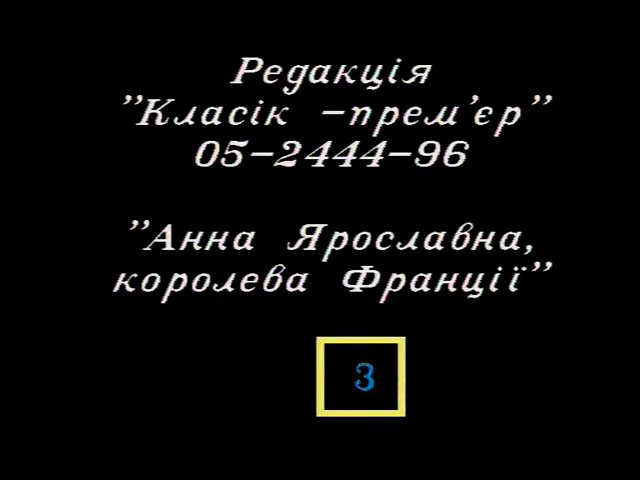 Редакція
"Класік -прем'єр"
05-2444-96
"Анна Ярославна,
королева Франції"
3